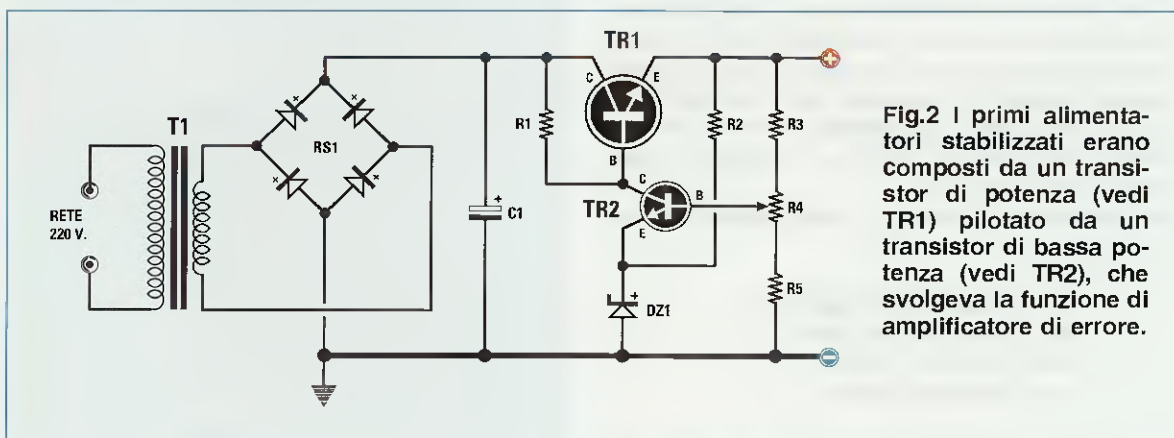 TR1
C
E
T1
R1
R2
R3
RS1
B
RETE
220 V.
C1
+
C
B
TR2
R4
E
DZ1
+
R5
Fig.2 I primi alimenta-
tori stabilizzati erano
composti da un transi-
stor di potenza (vedi
TR1) pilotato da un
transistor di bassa po-
tenza (vedi TR2), che
svolgeva la funzione di
amplificatore di errore.